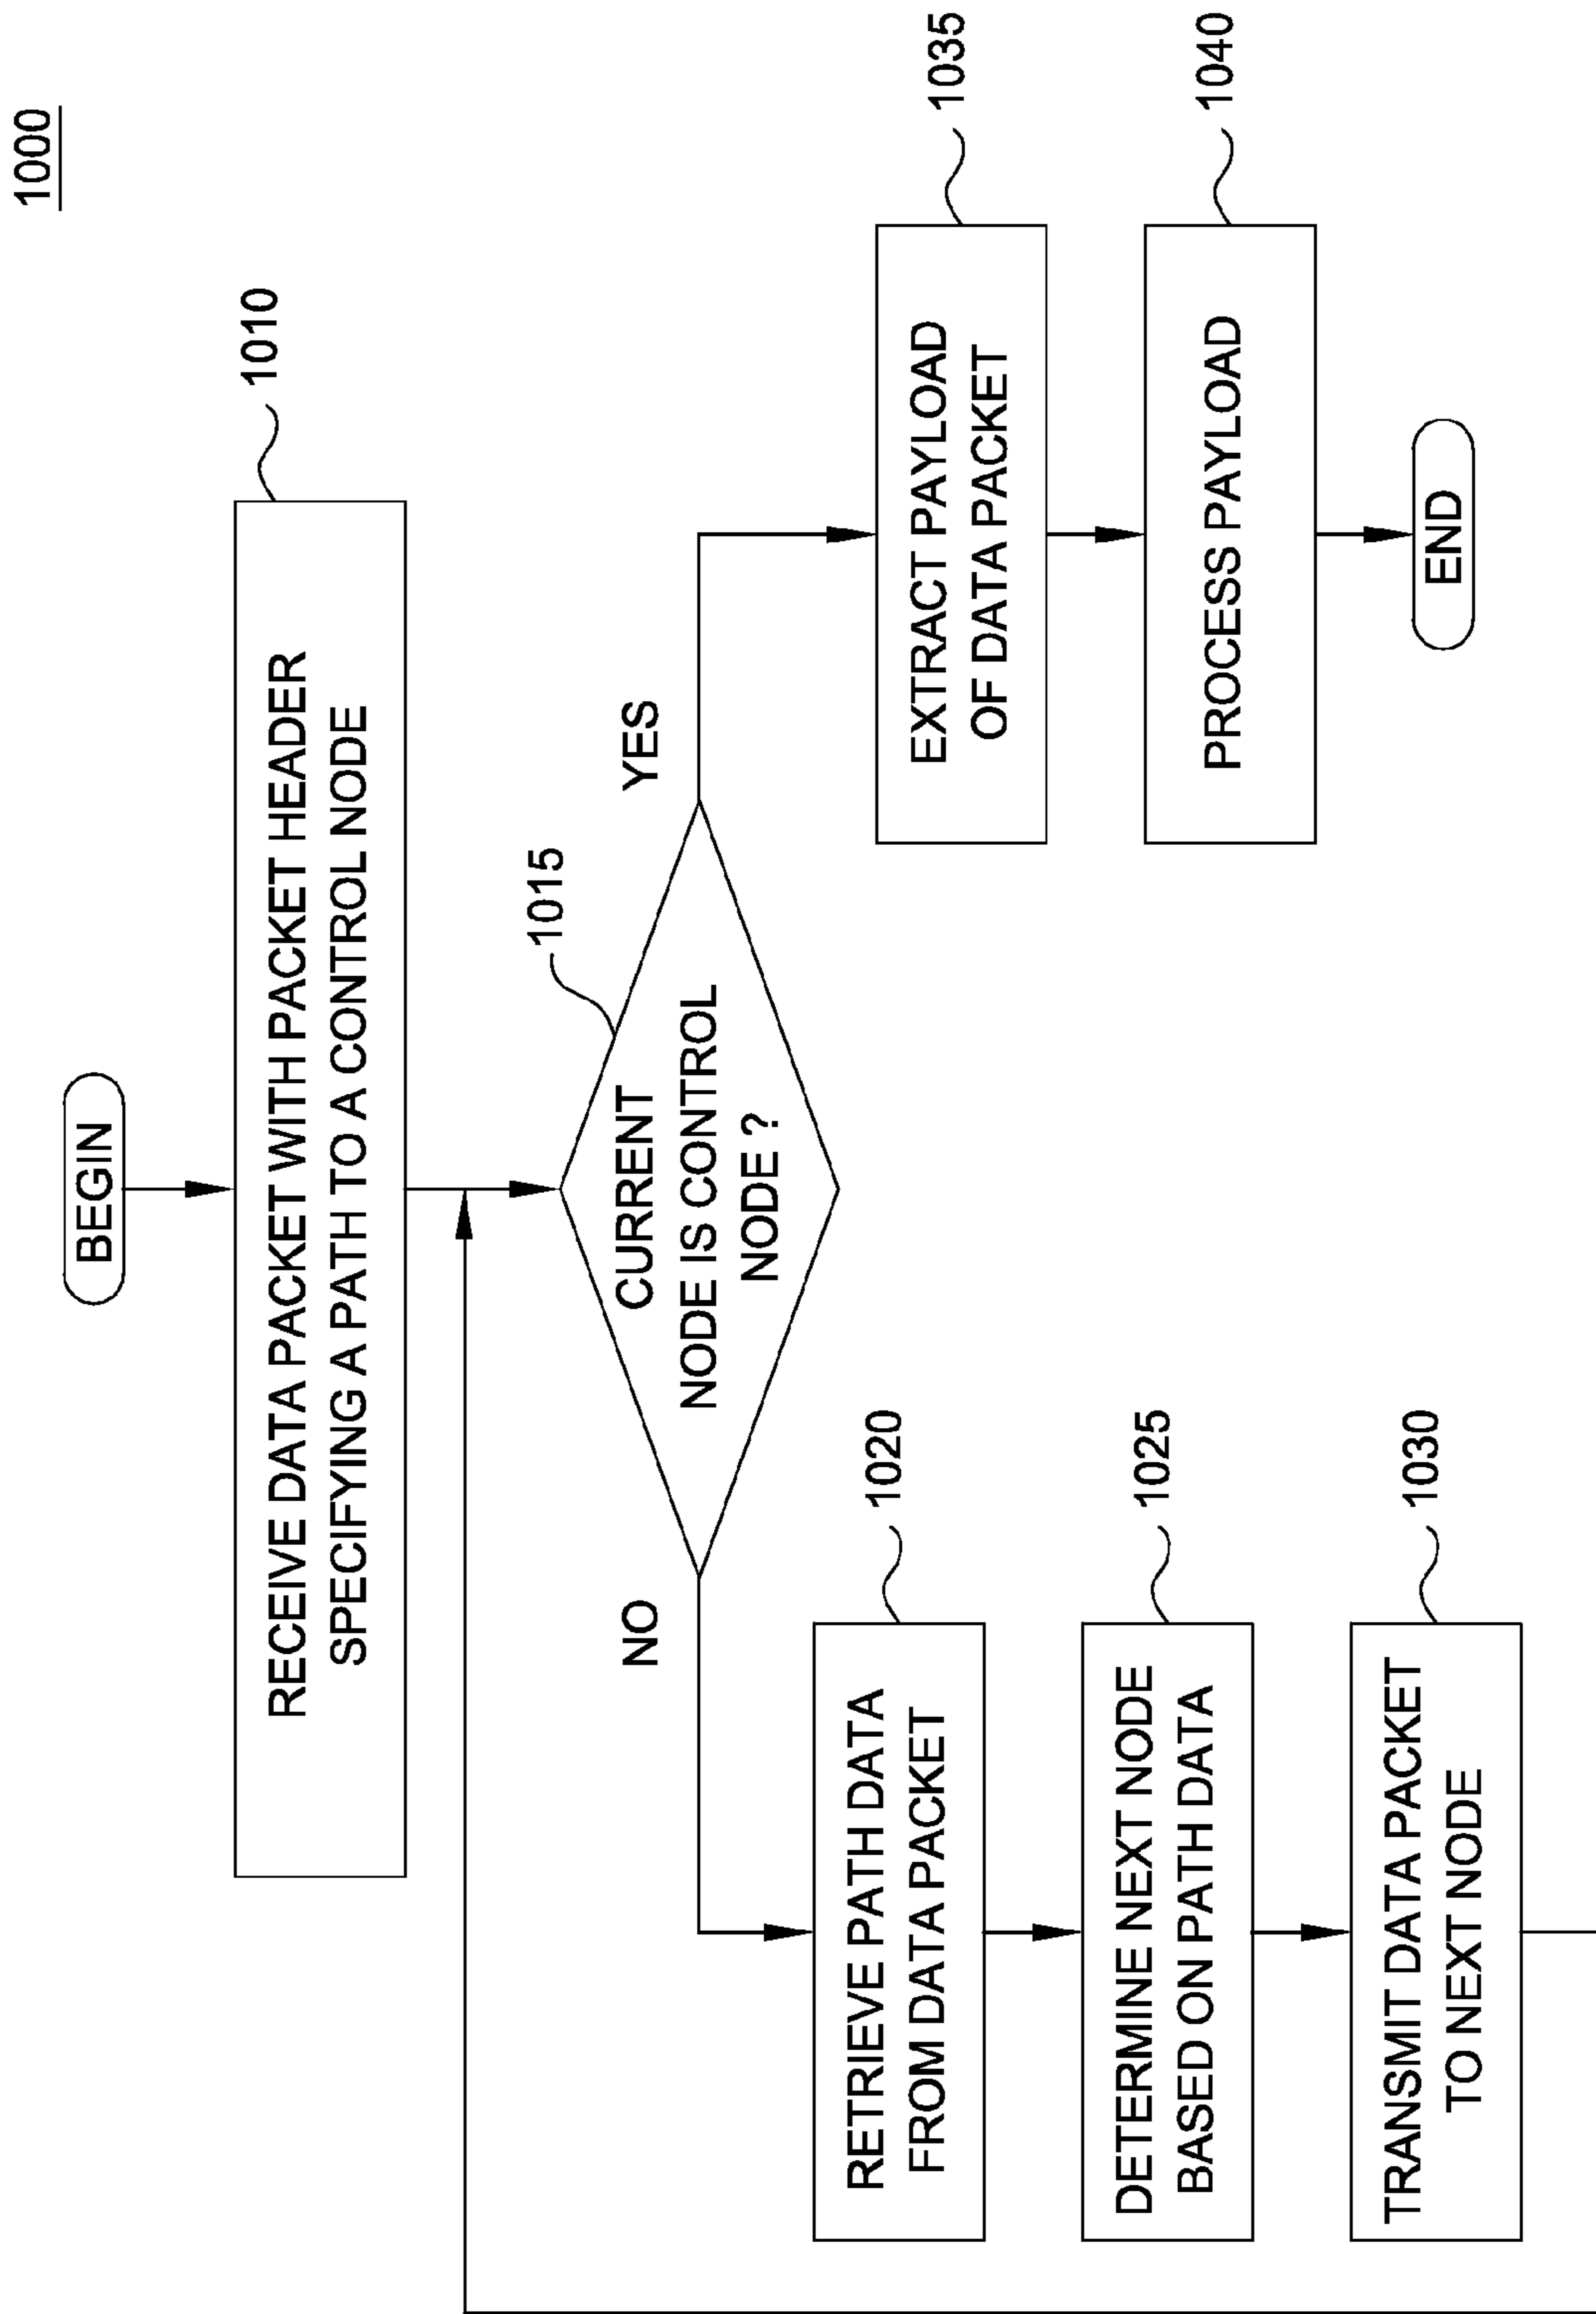 1000
BEGIN
RECEIVE DATA PACKET WITH PACKET HEADER
SPECIFYING A PATH TO A CONTROL NODE
1010
CURRENT
NODE IS CONTROL
NODE ?
1015
NO
YES
RETRIEVE PATH DATA
FROM DATA PACKET
1020
DETERMINE NEXT NODE
BASED ON PATH DATA
1025
TRANSMIT DATA PACKET
TO NEXT NODE
1030
EXTRACT PAYLOAD
OF DATA PACKET
1035
PROCESS PAYLOAD
1040
END